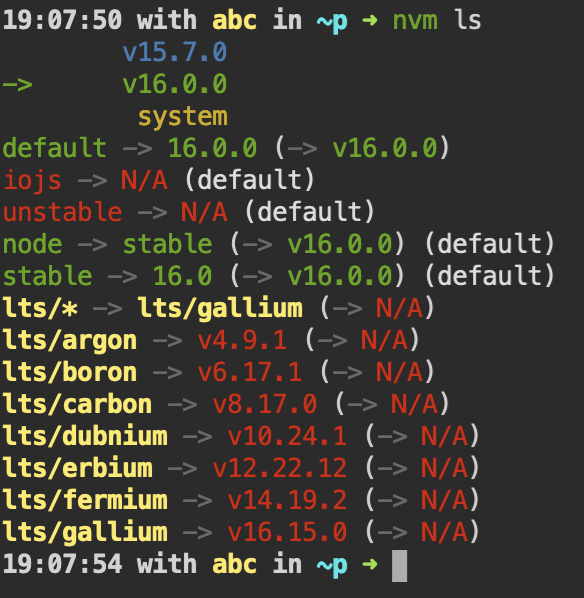 19:07:50 with abc in ~p ➜ nvm ls
        v15.7.0
->      v16.0.0
         system
default -> 16.0.0 (-> v16.0.0)
iojs -> N/A (default)
unstable -> N/A (default)
node -> stable (-> v16.0.0) (default)
stable -> 16.0 (-> v16.0.0) (default)
lts/* -> lts/gallium (-> N/A)
lts/argon -> v4.9.1 (-> N/A)
lts/boron -> v6.17.1 (-> N/A)
lts/carbon -> v8.17.0 (-> N/A)
lts/dubnium -> v10.24.1 (-> N/A)
lts/erbium -> v12.22.12 (-> N/A)
lts/fermium -> v14.19.2 (-> N/A)
lts/gallium -> v16.15.0 (-> N/A)
19:07:54 with abc in ~p ➜